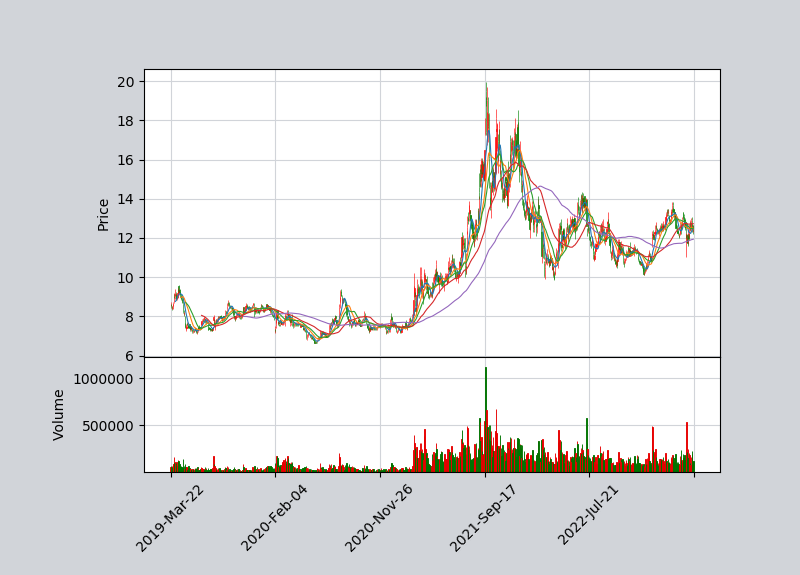 20
18
16
14
12
10
8
6
Price
1000000
500000
Volume
2019-Mar-22
2020-Feb-04
2020-Nov-26
2021-Sep-17
2022-Jul-21